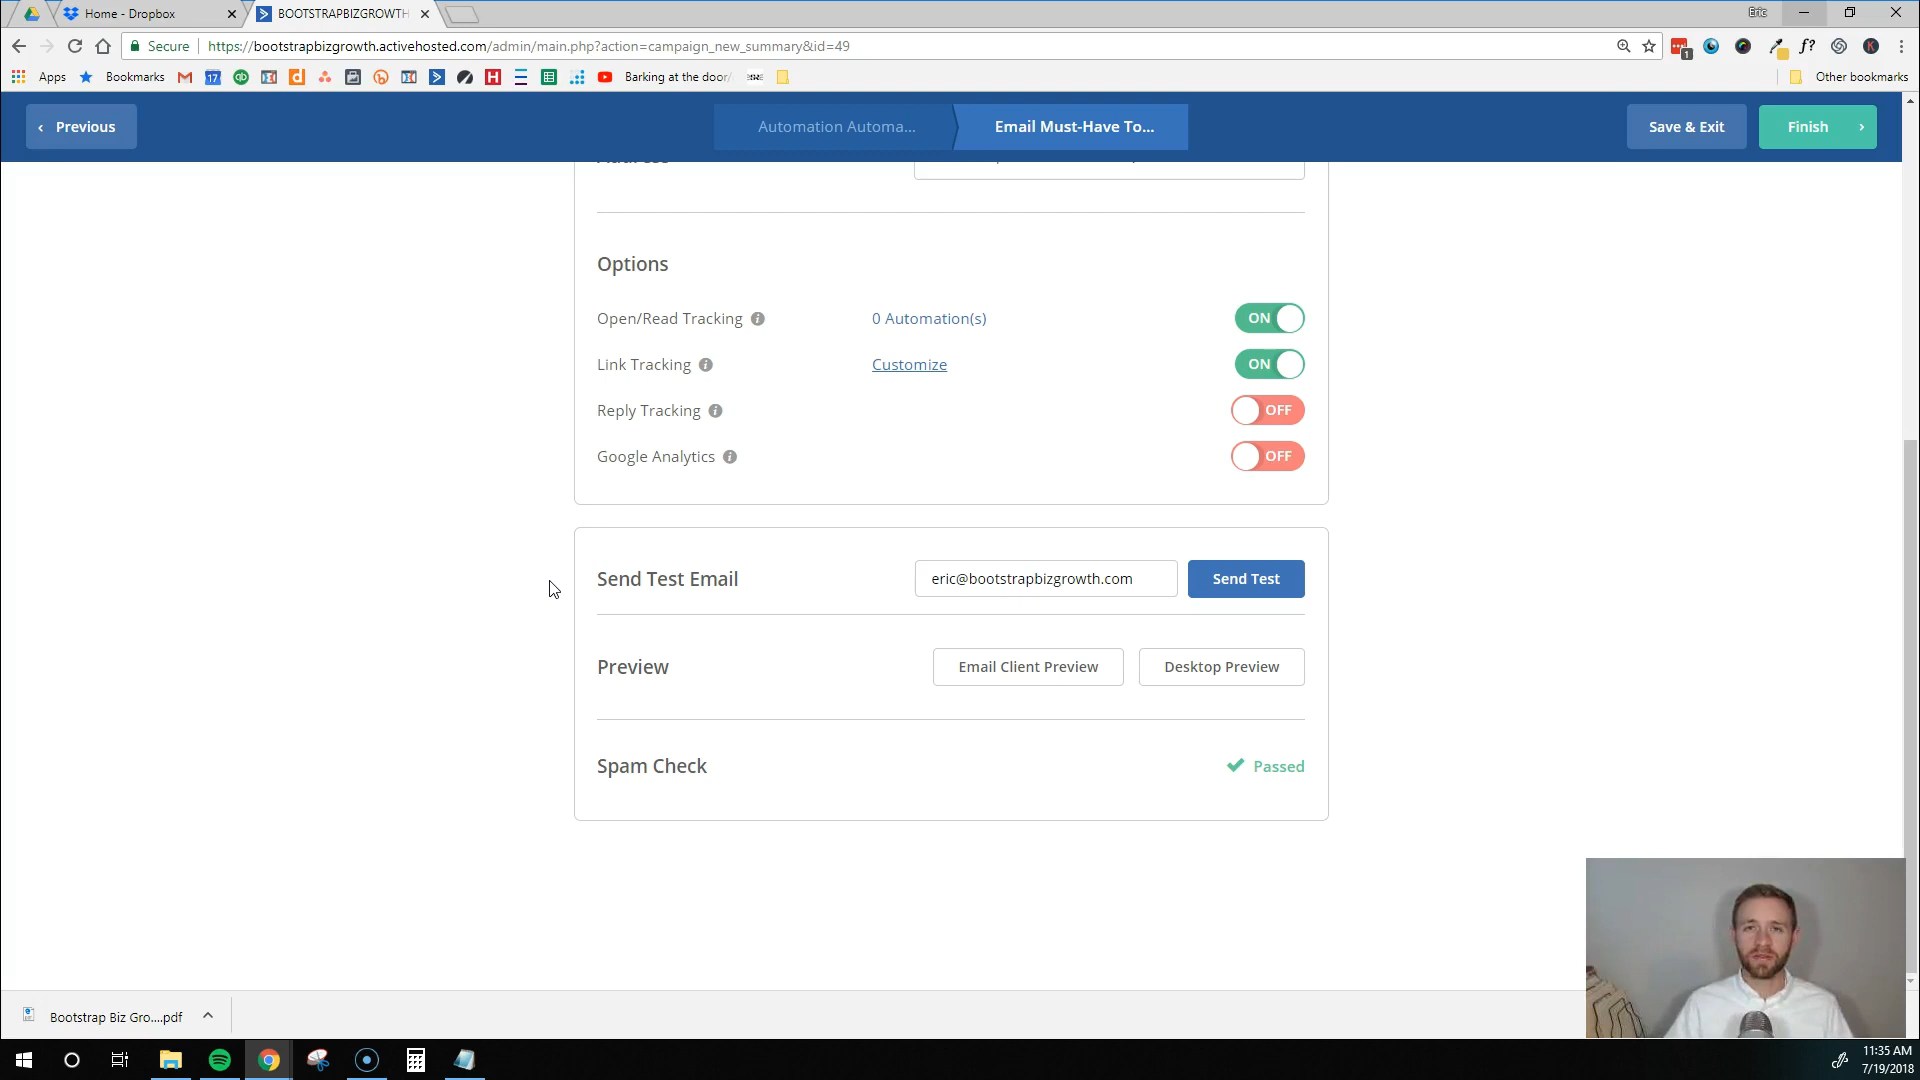 Home - Dropbox
BOOTSTRAPBIZGROWTH
Eric
Secure
https://bootstrapbizgrowth.activehosted.com/admin/main.php?action=campaign_new_summary&id=49
1
f?
K
Apps
Bookmarks
17
Barking at the door/
Other bookmarks
Previous
Automation Automa...
Email Must-Have To...
Save & Exit
Finish
Options
Open/Read Tracking
0 Automation(s)
ON
Link Tracking
Customize
ON
Reply Tracking
OFF
Google Analytics
OFF
Send Test Email
eric@bootstrapbizgrowth.com
Send Test
Preview
Email Client Preview
Desktop Preview
Spam Check
Passed
Bootstrap Biz Gro....pdf
11:35 AM
7/19/2018